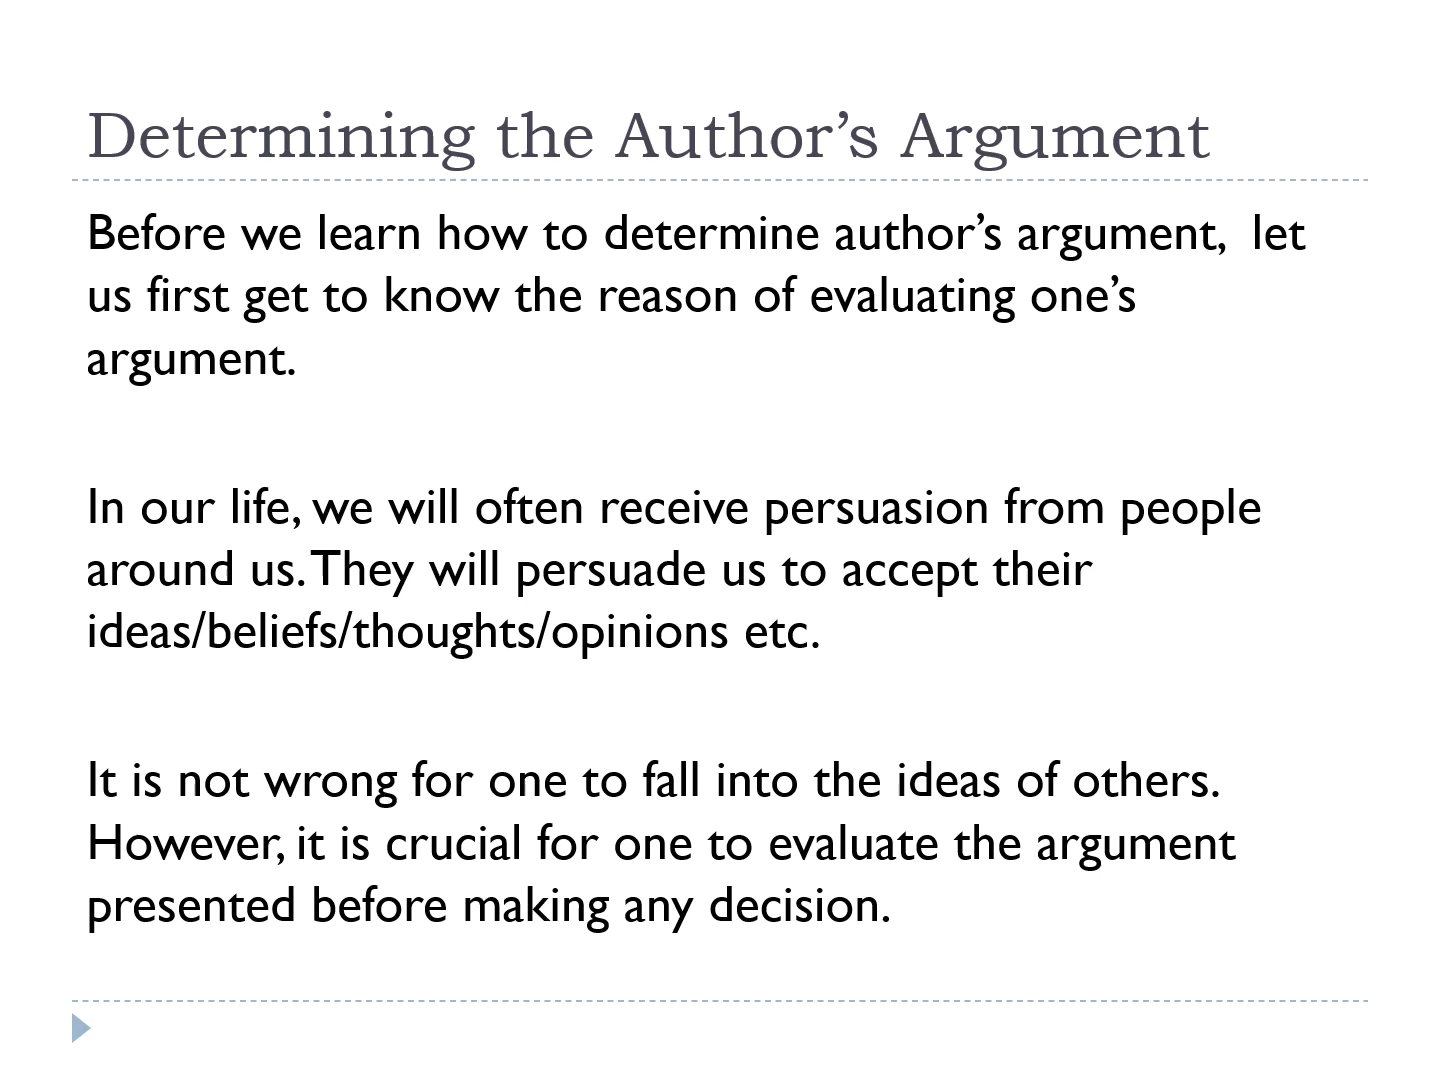 Determining the Author’s Argument
Before we learn how to determine author’s argument,  let
us first get to know the reason of evaluating one’s
argument.
In our life, we will often receive persuasion from people
around us. They will persuade us to accept their
ideas/beliefs/thoughts/opinions etc.
It is not wrong for one to fall into the ideas of others.
However, it is crucial for one to evaluate the argument
presented before making any decision.